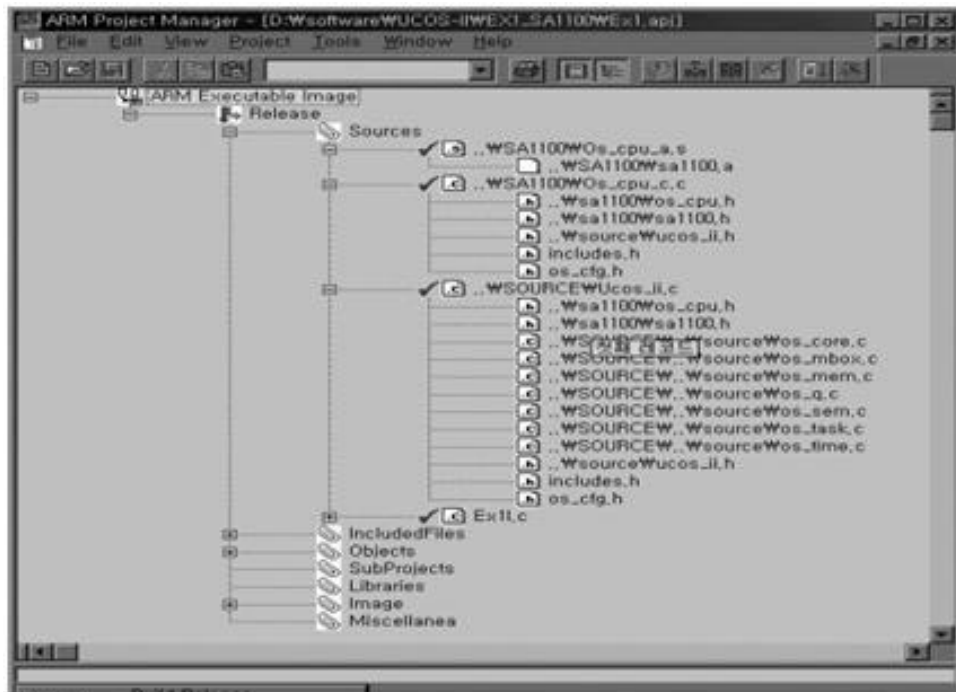 ARM Project Manager - [D:₩software₩UCOS-II₩EX1_SA1100₩Ex1.apj]
File Edit View Project Tools Window Help
ARM Executable Image
Release
Sources
..₩SA1100₩Os_cpu_a.s
..₩SA1100₩sa1100.a
..₩SA1100₩Os_cpu_c.c
..₩sa1100₩os_cpu.h
..₩sa1100₩sa1100.h
..₩source₩ucos_ii.h
includes.h
os_cfg.h
..₩SOURCE₩Ucos_ii.c
..₩sa1100₩os_cpu.h
..₩sa1100₩sa1100.h
..₩SOURCE₩..₩source₩os_core.c
..₩SOURCE₩..₩source₩os_mbox.c
..₩SOURCE₩..₩source₩os_mem.c
..₩SOURCE₩..₩source₩os_q.c
..₩SOURCE₩..₩source₩os_sem.c
..₩SOURCE₩..₩source₩os_task.c
..₩SOURCE₩..₩source₩os_time.c
..₩source₩ucos_ii.h
includes.h
os_cfg.h
Ex1l.c
IncludedFiles
Objects
SubProjects
Libraries
Image
Miscellanea